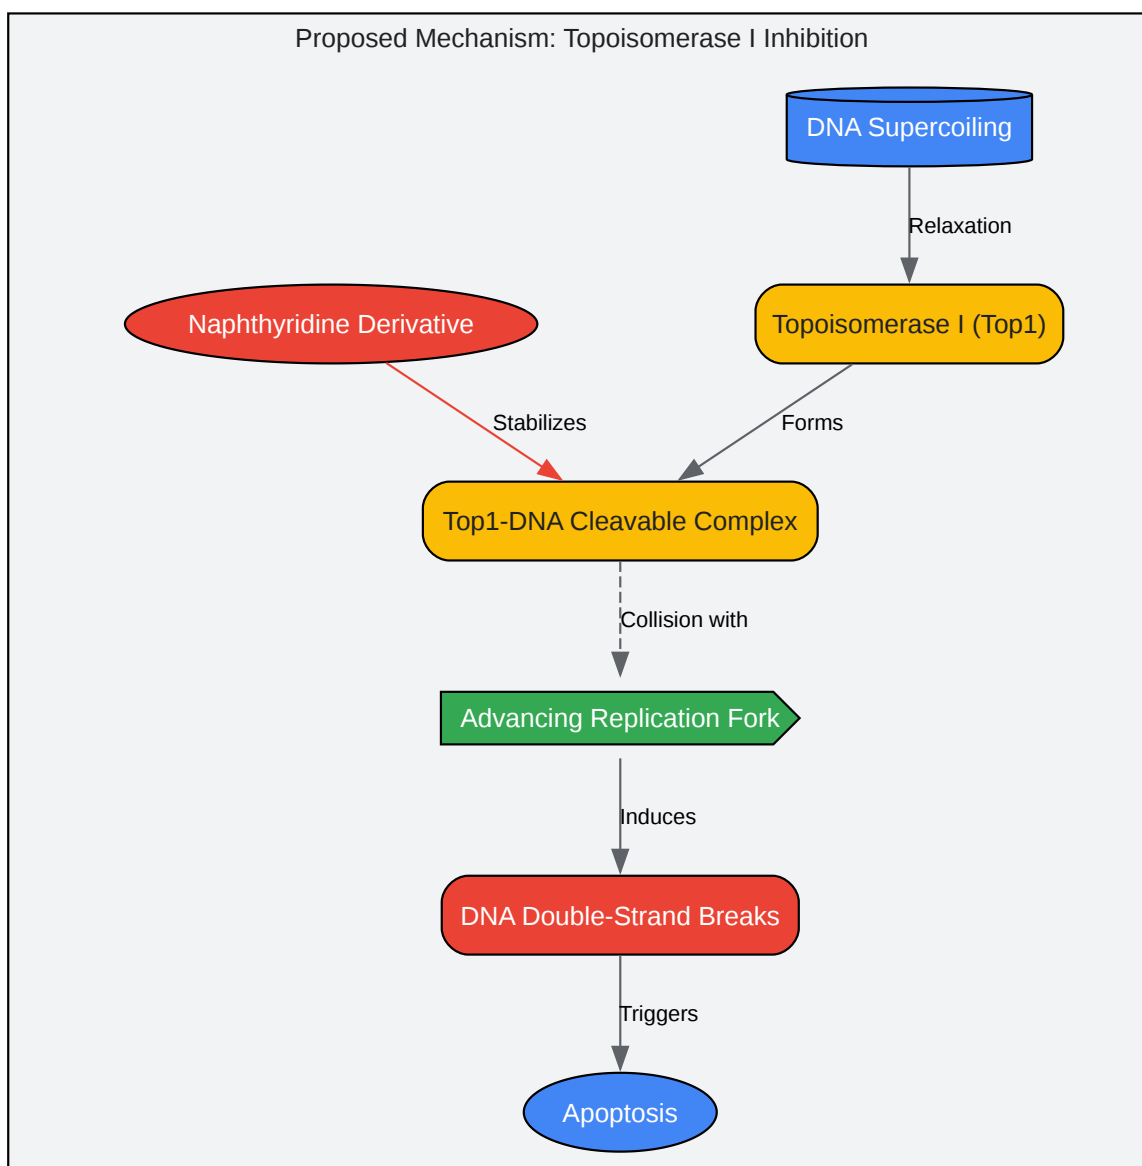 Proposed Mechanism: Topoisomerase I Inhibition
DNA Supercoiling
Relaxation
Naphthyridine Derivative
Topoisomerase I (Top1)
Stabilizes
Forms
Top1-DNA Cleavable Complex
Collision with
Advancing Replication Fork
Induces
DNA Double-Strand Breaks
Triggers
Apoptosis